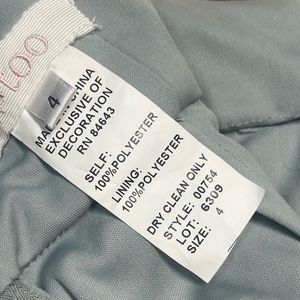 too
4
MADE IN CHINA
EXCLUSIVE OF
DECORATION
RN 84643
SELF:
100%POLYESTER
LINING:
100%POLYESTER
DRY CLEAN ONLY
STYLE: 00754
LOT: 6309
SIZE: 4